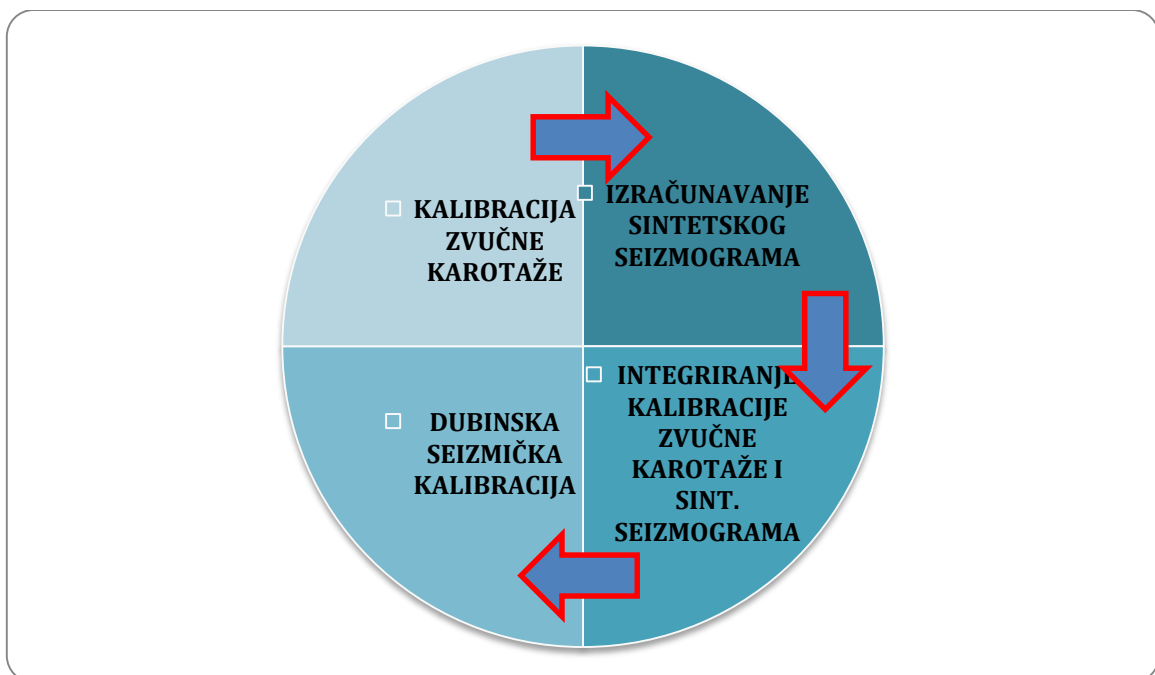 KALIBRACIJA
ZVUČNE
KAROTAŽE
IZRAČUNAVANJE
SINTETSKOG
SEIZMOGRAMA
INTEGRIRANJE
KALIBRACIJE
ZVUČNE
KAROTAŽE I
SINT.
SEIZMOGRAMA
DUBINSKA
SEIZMIČKA
KALIBRACIJA